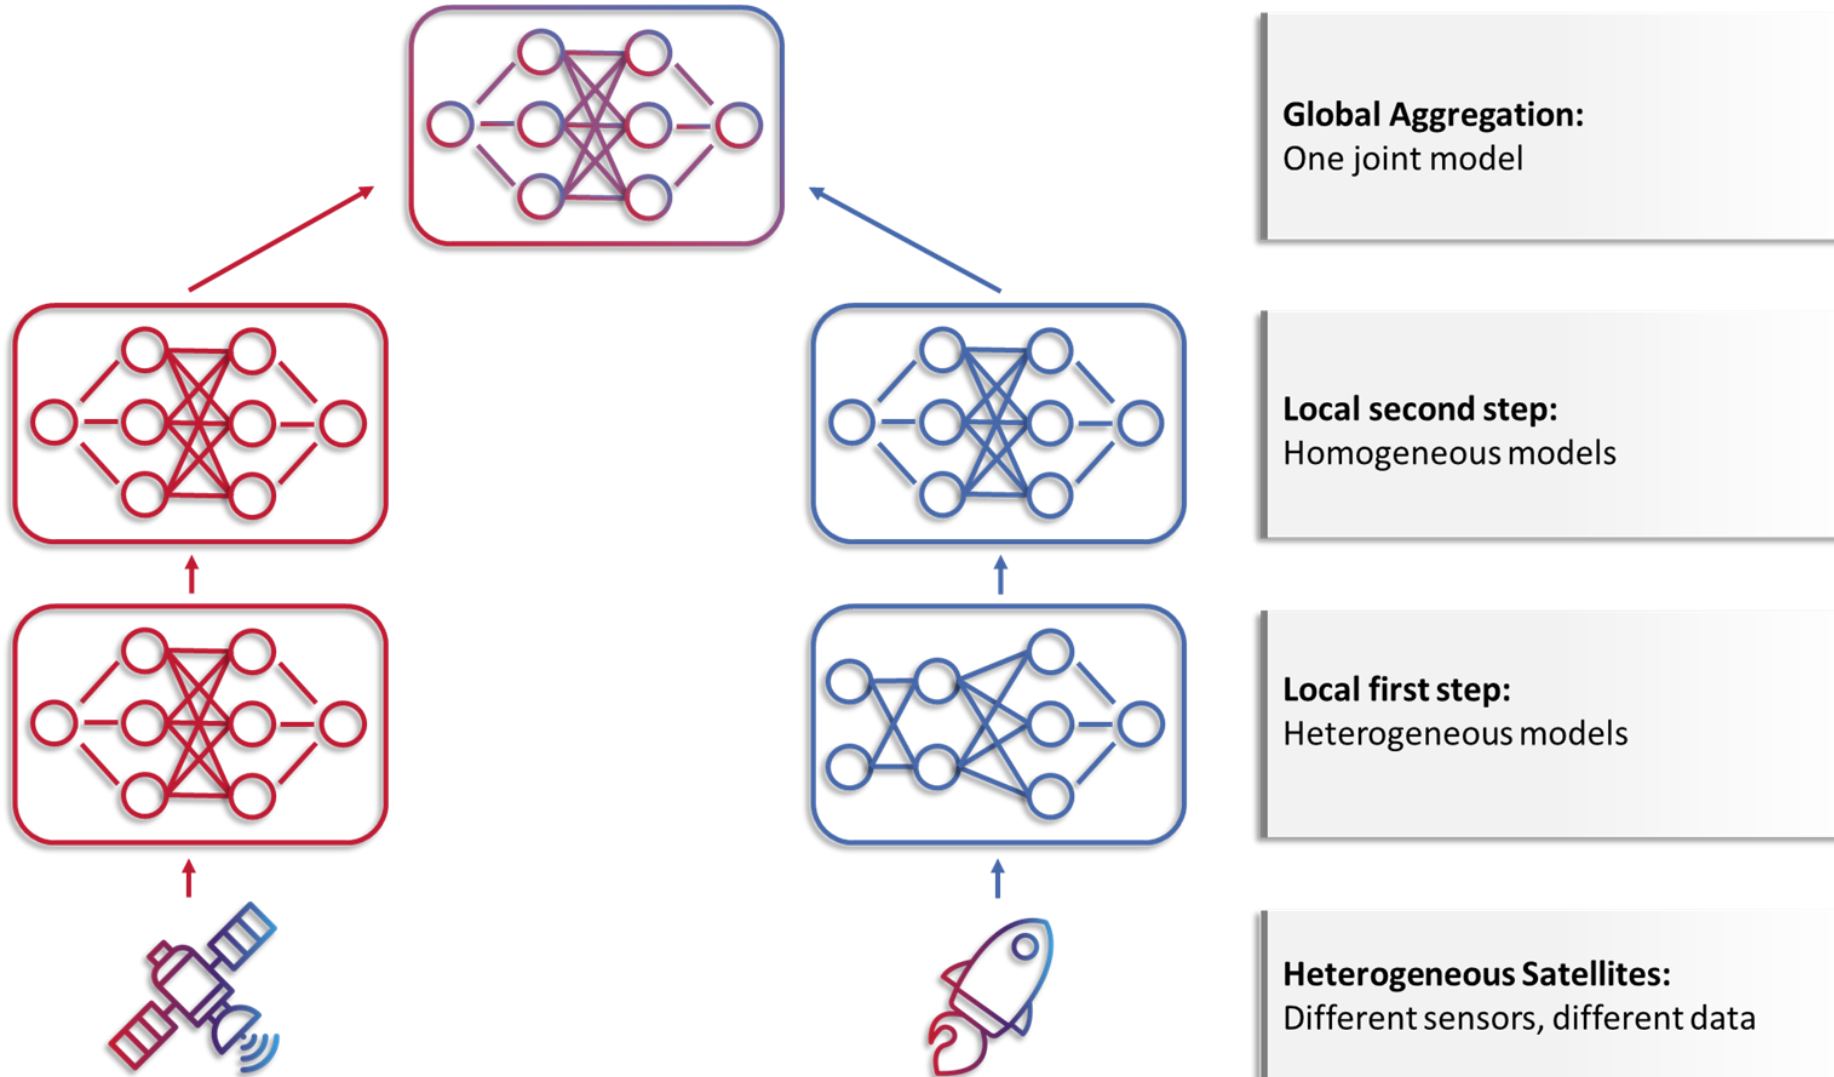 Global Aggregation:
One joint model
Local second step:
Homogeneous models
Local first step:
Heterogeneous models
Heterogeneous Satellites:
Different sensors, different data